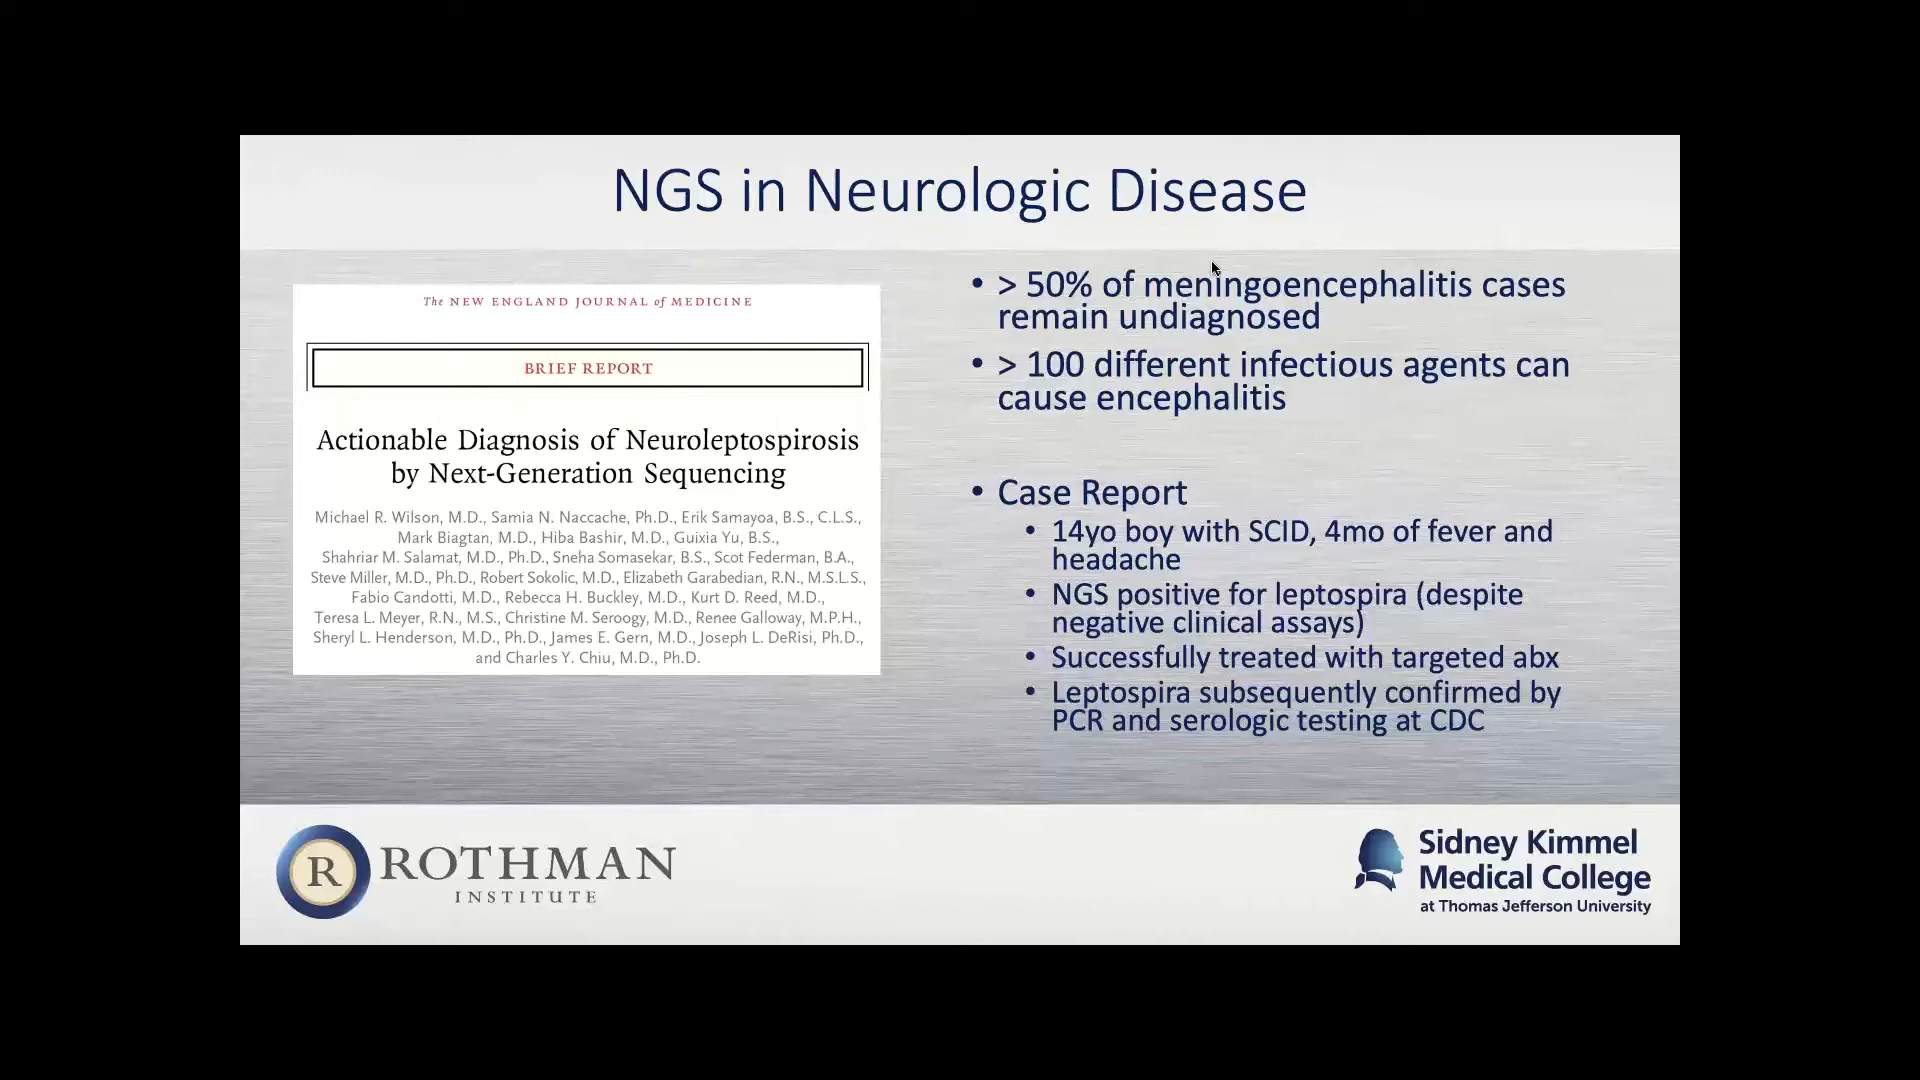 NGS in Neurologic Disease
The NEW ENGLAND JOURNAL of MEDICINE
BRIEF REPORT
Actionable Diagnosis of Neuroleptospirosis
by Next-Generation Sequencing
Michael R. Wilson, M.D., Samia N. Naccache, Ph.D., Erik Samayoa, B.S., C.L.S.,
Mark Biagtan, M.D., Hiba Bashir, M.D., Guixia Yu, B.S.,
Shahriar M. Salamat, M.D., Ph.D., Sneha Somasekar, B.S., Scot Federman, B.A.,
Steve Miller, M.D., Ph.D., Robert Sokolic, M.D., Elizabeth Garabedian, R.N., M.S.L.S.,
Fabio Candotti, M.D., Rebecca H. Buckley, M.D., Kurt D. Reed, M.D.,
Teresa L. Meyer, R.N., M.S., Christine M. Seroogy, M.D., Renee Galloway, M.P.H.,
Sheryl L. Henderson, M.D., Ph.D., James E. Gern, M.D., Joseph L. DeRisi, Ph.D.,
and Charles Y. Chiu, M.D., Ph.D.
• > 50% of meningoencephalitis cases
remain undiagnosed
• > 100 different infectious agents can
cause encephalitis
• Case Report
• 14yo boy with SCID, 4mo of fever and
headache
• NGS positive for leptospira (despite
negative clinical assays)
• Successfully treated with targeted abx
• Leptospira subsequently confirmed by
PCR and serologic testing at CDC
R ROTHMAN
INSTITUTE
Sidney Kimmel
Medical College
at Thomas Jefferson University